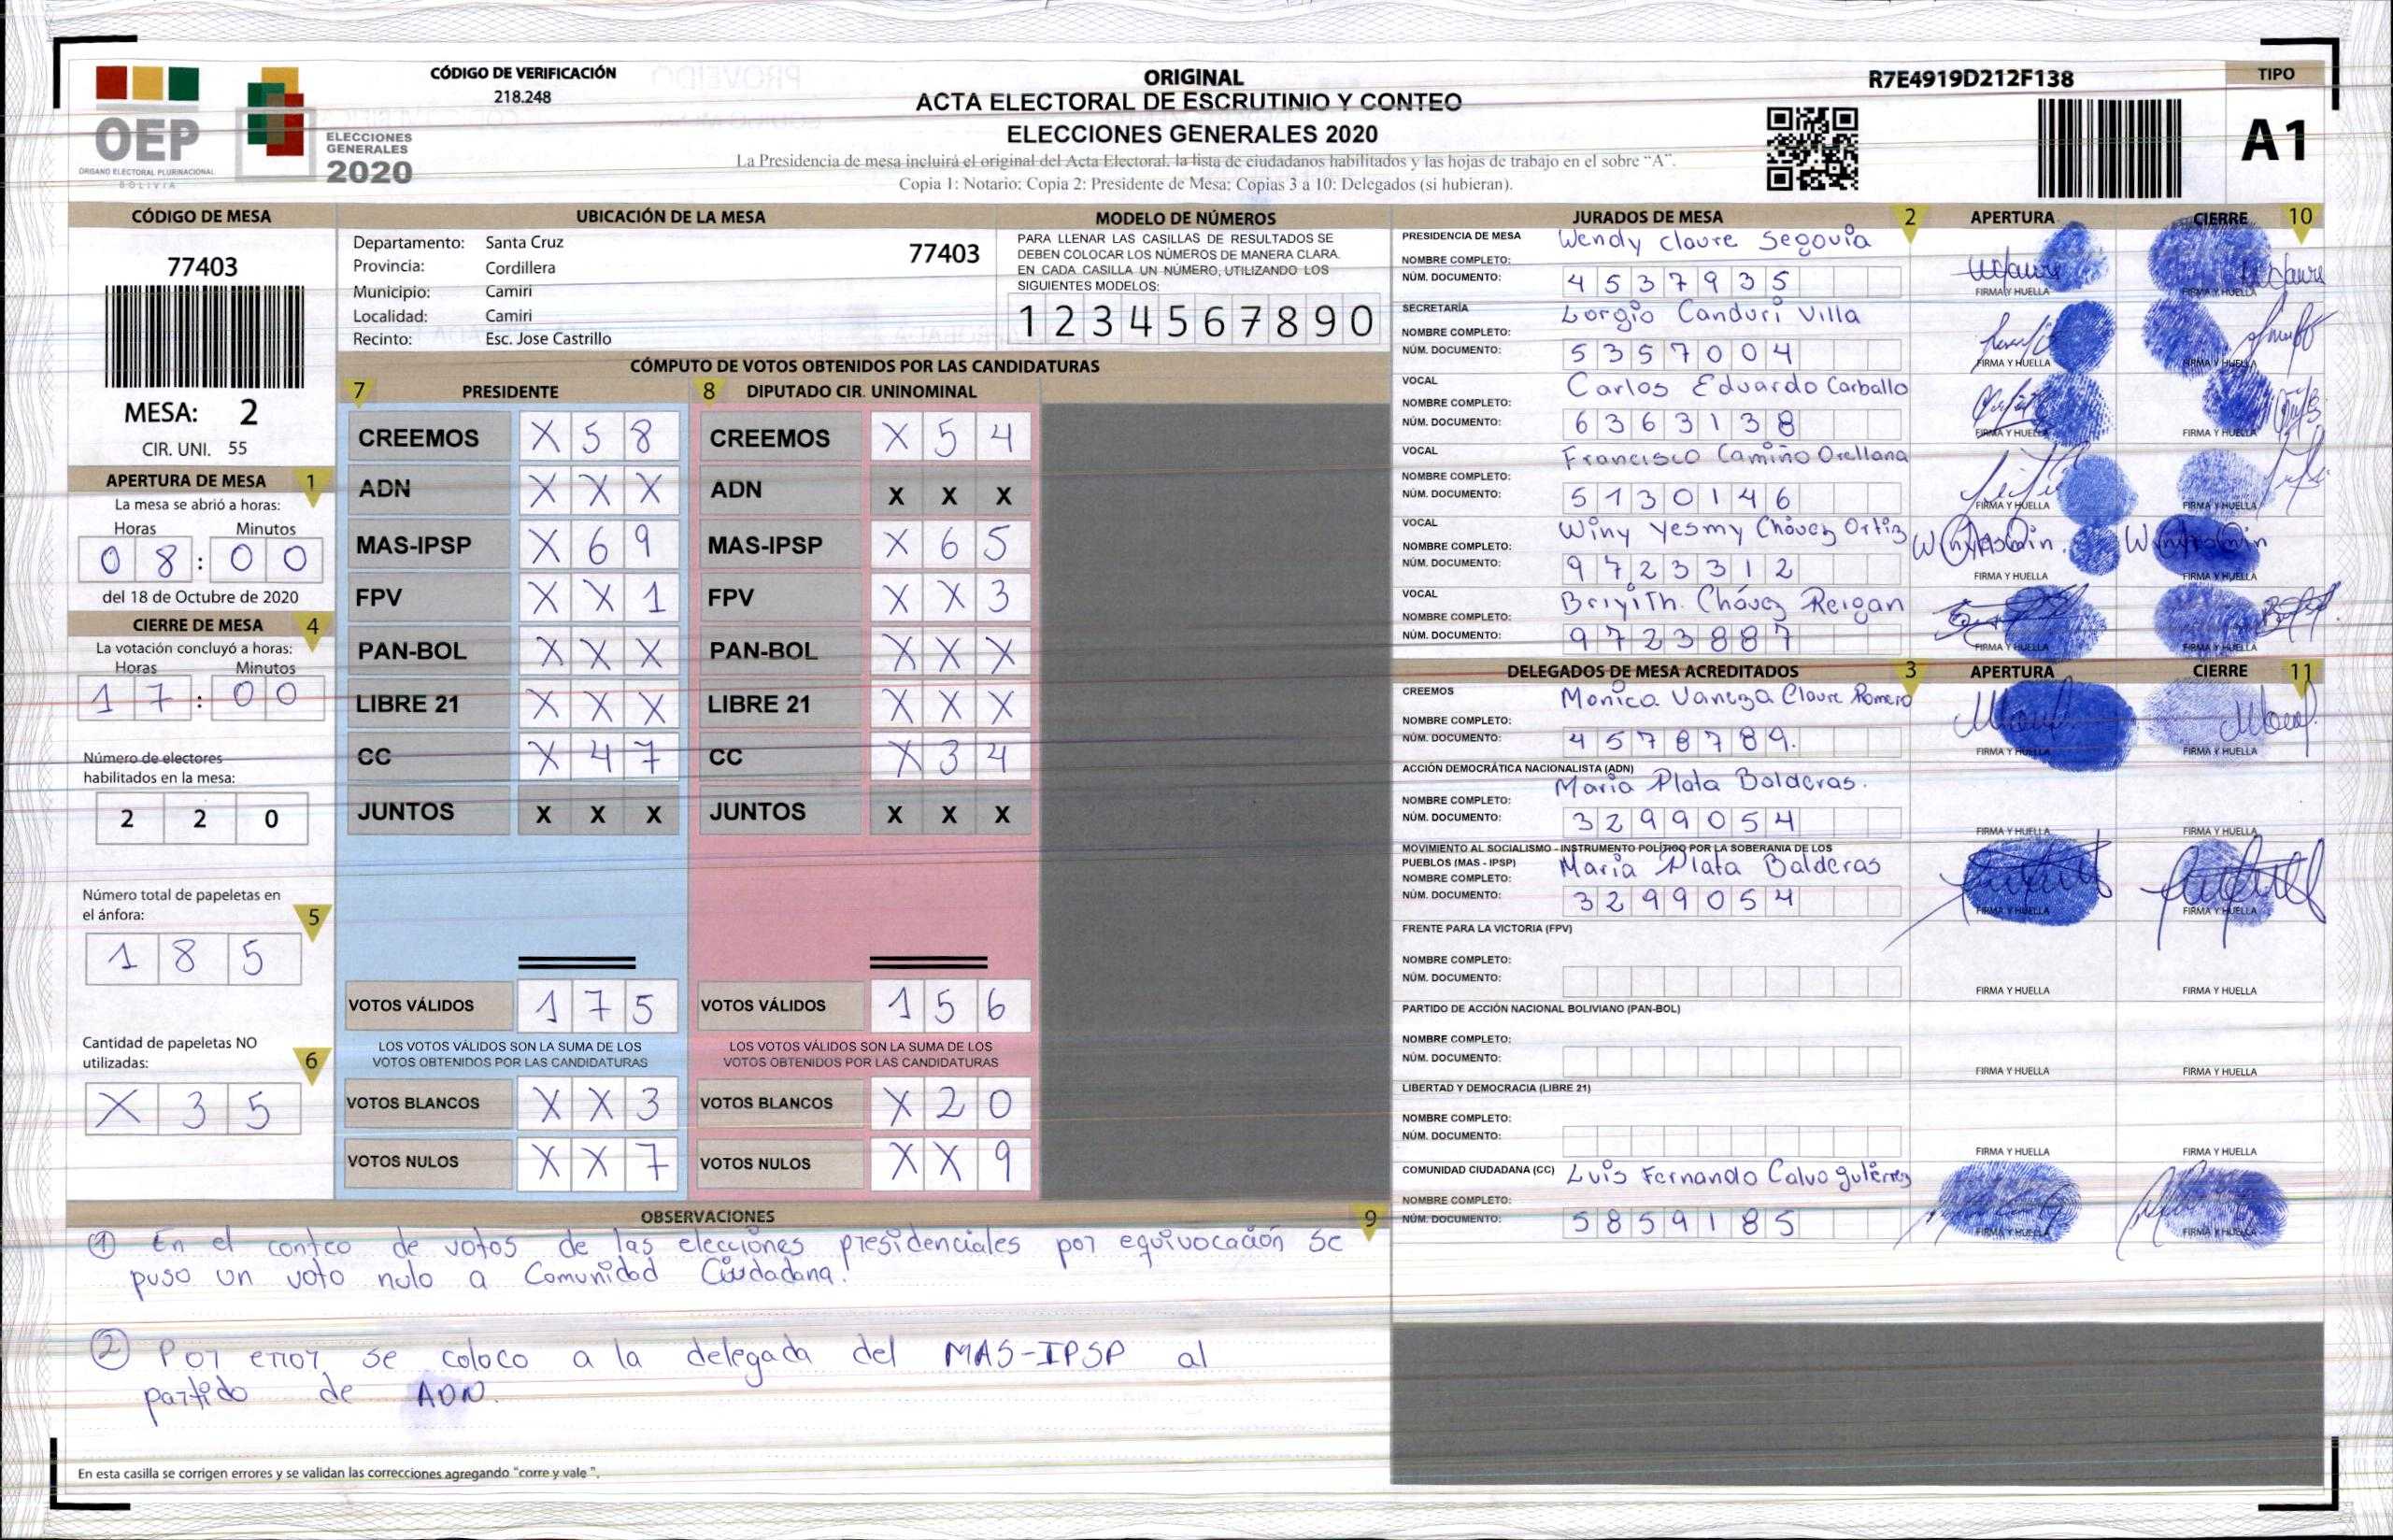 CÓDIGO DE VERIFICACIÓN
218.248
ORIGINAL
ACTA ELECTORAL DE ESCRUTINIO Y CONTEO
ELECCIONES GENERALES 2020
La Presidencia de mesa incluirá el original del Acta Electoral, la lista de ciudadanos habilitados y las hojas de trabajo en el sobre "A".
Copia 1: Notario; Copia 2: Presidente de Mesa; Copias 3 a 10: Delegados (si hubieran).
R7E4919D212F138
TIPO
A1
OEP
ÓRGANO ELECTORAL PLURINACIONAL
BOLIVIA
ELECCIONES
GENERALES
2020
CÓDIGO DE MESA
77403
MESA: 2
CIR. UNI. 55
APERTURA DE MESA 1
La mesa se abrió a horas:
Horas Minutos
08:00
del 18 de Octubre de 2020
CIERRE DE MESA 4
La votación concluyó a horas:
Horas Minutos
17:00
Número de electores
habilitados en la mesa:
2 2 0
Número total de papeletas en
el ánfora: 5
1 8 5
Cantidad de papeletas NO
utilizadas: 6
X 3 5
UBICACIÓN DE LA MESA
Departamento: Santa Cruz 77403
Provincia: Cordillera
Municipio: Camiri
Localidad: Camiri
Recinto: Esc. Jose Castrillo
MODELO DE NÚMEROS
PARA LLENAR LAS CASILLAS DE RESULTADOS SE
DEBEN COLOCAR LOS NÚMEROS DE MANERA CLARA.
EN CADA CASILLA UN NÚMERO, UTILIZANDO LOS
SIGUIENTES MODELOS:
1 2 3 4 5 6 7 8 9 0
CÓMPUTO DE VOTOS OBTENIDOS POR LAS CANDIDATURAS
7 PRESIDENTE
CREEMOS X 5 8
ADN X X X
MAS-IPSP X 6 9
FPV X X 1
PAN-BOL X X X
LIBRE 21 X X X
CC X 4 7
JUNTOS X X X
VOTOS VÁLIDOS 1 7 5
LOS VOTOS VÁLIDOS SON LA SUMA DE LOS
VOTOS OBTENIDOS POR LAS CANDIDATURAS
VOTOS BLANCOS X X 3
VOTOS NULOS X X 7
8 DIPUTADO CIR. UNINOMINAL
CREEMOS X 5 4
ADN X X X
MAS-IPSP X 6 5
FPV X X 3
PAN-BOL X X X
LIBRE 21 X X X
CC X 3 4
JUNTOS X X X
VOTOS VÁLIDOS 1 5 6
LOS VOTOS VÁLIDOS SON LA SUMA DE LOS
VOTOS OBTENIDOS POR LAS CANDIDATURAS
VOTOS BLANCOS X 2 0
VOTOS NULOS X X 9
OBSERVACIONES 9
① En el conteo de votos de las elecciones presidenciales por equivocación se
puso un voto nulo a Comunidad Ciudadana.
② Por error se coloco a la delegada del MAS-IPSP al
partido de ADN.
En esta casilla se corrigen errores y se validan las correcciones agregando "corre y vale".
JURADOS DE MESA 2 APERTURA CIERRE 10
PRESIDENCIA DE MESA Wendy Claure Segovia
NOMBRE COMPLETO:
NÚM. DOCUMENTO: 4537935
FIRMA Y HUELLA FIRMA Y HUELLA
SECRETARÍA Lorgio Canduri Villa
NOMBRE COMPLETO:
NÚM. DOCUMENTO: 5357004
FIRMA Y HUELLA FIRMA Y HUELLA
VOCAL Carlos Eduardo Carballo
NOMBRE COMPLETO:
NÚM. DOCUMENTO: 6363138
FIRMA Y HUELLA FIRMA Y HUELLA
VOCAL Francisco Camiño Orellana
NOMBRE COMPLETO:
NÚM. DOCUMENTO: 5130146
FIRMA Y HUELLA FIRMA Y HUELLA
VOCAL Winy Yesmy Chávez Ortiz
NOMBRE COMPLETO:
NÚM. DOCUMENTO: 9723312
FIRMA Y HUELLA FIRMA Y HUELLA
VOCAL Briyith Chávez Reigan
NOMBRE COMPLETO:
NÚM. DOCUMENTO: 9723887
FIRMA Y HUELLA FIRMA Y HUELLA
DELEGADOS DE MESA ACREDITADOS 3 APERTURA CIERRE 11
CREEMOS Monica Vaneza Claure Romero
NOMBRE COMPLETO:
NÚM. DOCUMENTO: 4578789.
FIRMA Y HUELLA FIRMA Y HUELLA
ACCIÓN DEMOCRÁTICA NACIONALISTA (ADN)
Maria Plata Balderas.
NOMBRE COMPLETO:
NÚM. DOCUMENTO: 3299054
FIRMA Y HUELLA FIRMA Y HUELLA
MOVIMIENTO AL SOCIALISMO - INSTRUMENTO POLÍTICO POR LA SOBERANIA DE LOS
PUEBLOS (MAS - IPSP) Maria Plata Balderas
NOMBRE COMPLETO:
NÚM. DOCUMENTO: 3299054
FIRMA Y HUELLA FIRMA Y HUELLA
FRENTE PARA LA VICTORIA (FPV)
NOMBRE COMPLETO:
NÚM. DOCUMENTO:
FIRMA Y HUELLA FIRMA Y HUELLA
PARTIDO DE ACCIÓN NACIONAL BOLIVIANO (PAN-BOL)
NOMBRE COMPLETO:
NÚM. DOCUMENTO:
FIRMA Y HUELLA FIRMA Y HUELLA
LIBERTAD Y DEMOCRACIA (LIBRE 21)
NOMBRE COMPLETO:
NÚM. DOCUMENTO:
FIRMA Y HUELLA FIRMA Y HUELLA
COMUNIDAD CIUDADANA (CC) Luis Fernando Calvo Gutiérrez
NOMBRE COMPLETO:
NÚM. DOCUMENTO: 5859185
FIRMA Y HUELLA FIRMA Y HUELLA